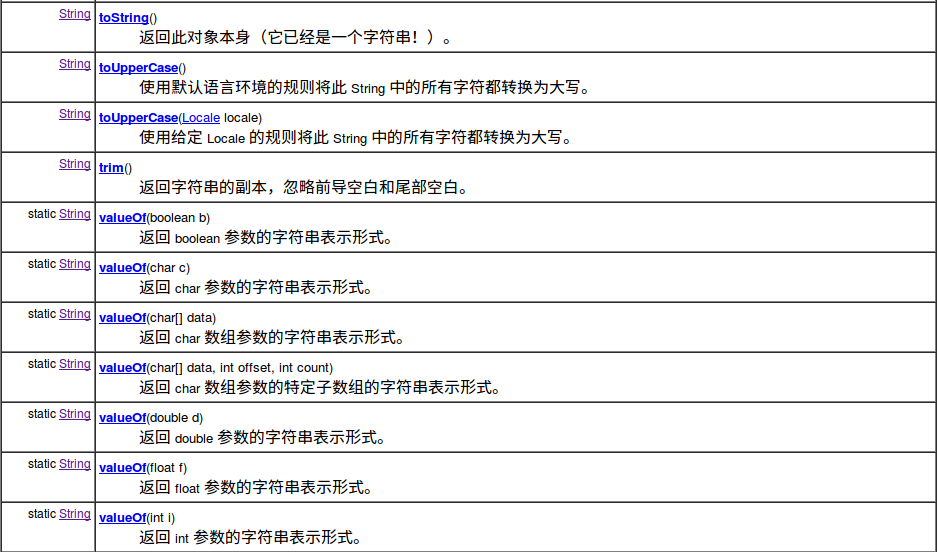 String toString()
返回此对象本身（它已经是一个字符串！）。
String toUpperCase()
使用默认语言环境的规则将此 String 中的所有字符都转换为大写。
String toUpperCase(Locale locale)
使用给定 Locale 的规则将此 String 中的所有字符都转换为大写。
String trim()
返回字符串的副本，忽略前导空白和尾部空白。
static String valueOf(boolean b)
返回 boolean 参数的字符串表示形式。
static String valueOf(char c)
返回 char 参数的字符串表示形式。
static String valueOf(char[] data)
返回 char 数组参数的字符串表示形式。
static String valueOf(char[] data, int offset, int count)
返回 char 数组参数的特定子数组的字符串表示形式。
static String valueOf(double d)
返回 double 参数的字符串表示形式。
static String valueOf(float f)
返回 float 参数的字符串表示形式。
static String valueOf(int i)
返回 int 参数的字符串表示形式。